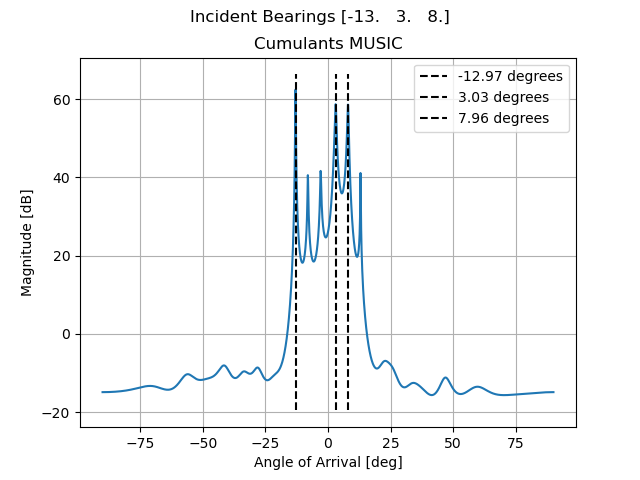 Incident Bearings [-13.   3.   8.]
Cumulants MUSIC
-12.97 degrees
3.03 degrees
7.96 degrees
Magnitude [dB]
60
40
20
0
−20
−75 −50 −25 0 25 50 75
Angle of Arrival [deg]